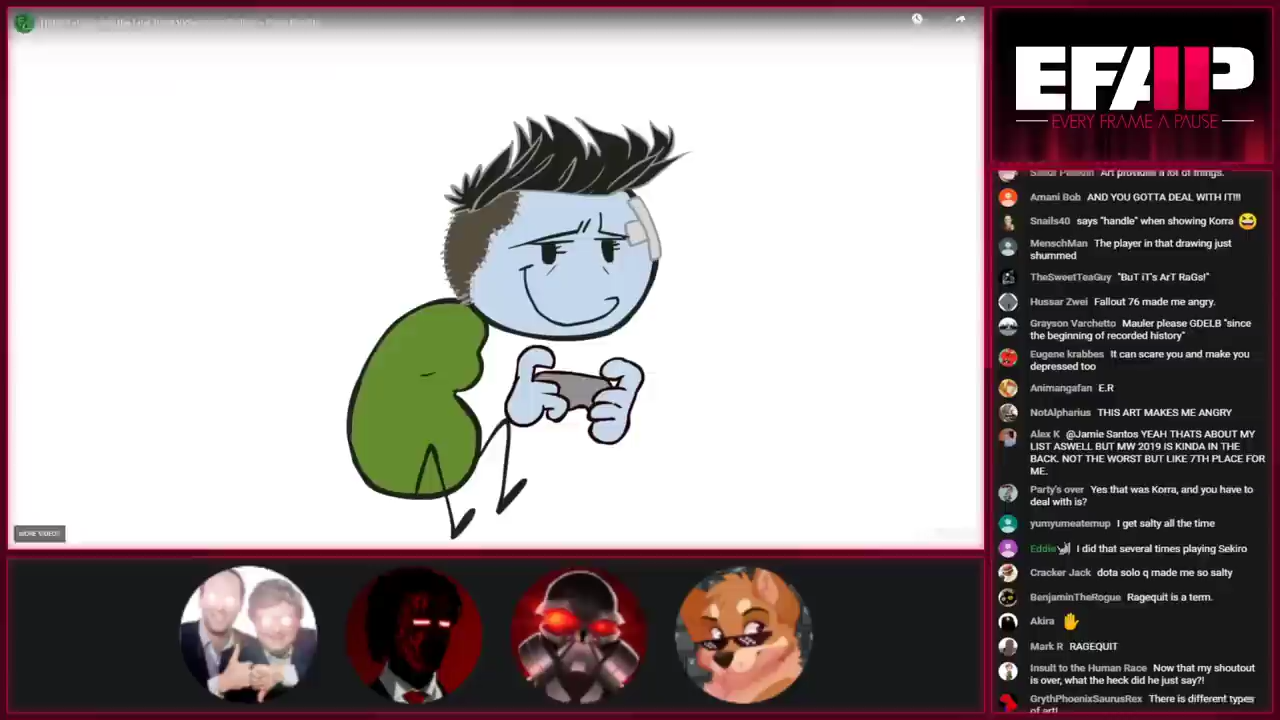 EFAP
EVERY FRAME A PAUSE
Art provides a lot of things.
Amani Bob AND YOU GOTTA DEAL WITH IT!!!
Snails40 says "handle" when showing Korra
MenschMan The player in that drawing just
shummed
TheSweetTeaGuy "BuT iT's ArT RaGs!"
Hussar Zwei Fallout 76 made me angry.
Grayson Varchetto Mauler please GDELB "since
the beginning of recorded history"
Eugene krabbes It can scare you and make you
depressed too
Animangafan E.R
NotAlpharius THIS ART MAKES ME ANGRY
Alex K @Jamie Santos YEAH THATS ABOUT MY
LIST ASWELL BUT MW 2019 IS KINDA IN THE
BACK. NOT THE WORST BUT LIKE 7TH PLACE FOR
ME.
Party's over Yes that was Korra, and you have to
deal with is?
yumyumeatemup I get salty all the time
Eddie I did that several times playing Sekiro
Cracker Jack dota solo q made me so salty
BenjaminTheRogue Ragequit is a term.
Akira
Mark R RAGEQUIT
Insult to the Human Race Now that my shoutout
is over, what the heck did he just say?!
GrythPhoenixSaurusRex There is different types
of art!
MORE VIDEOS